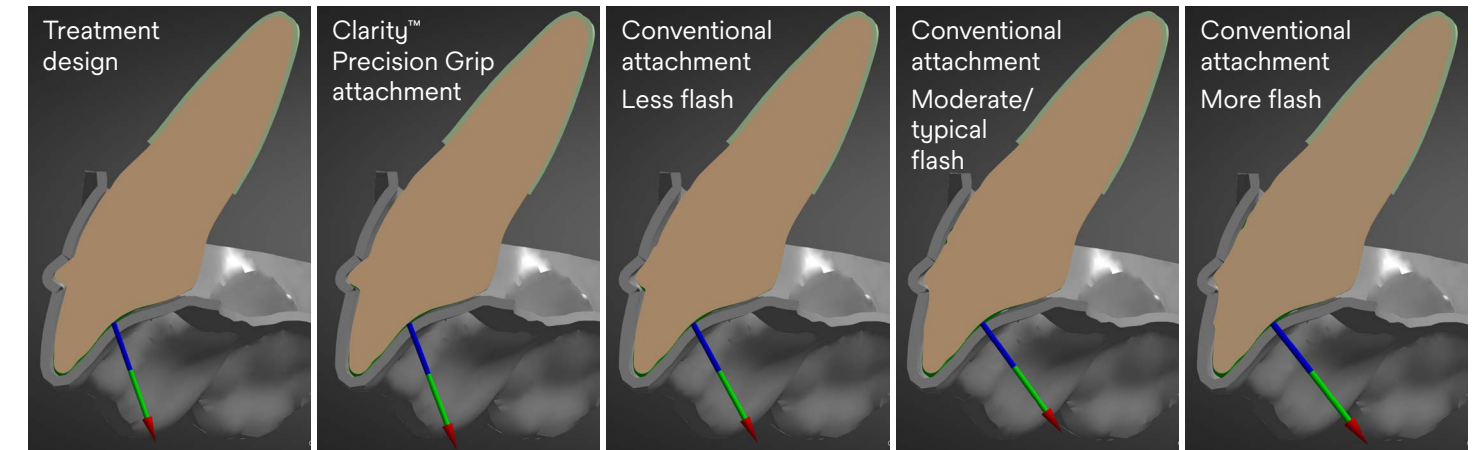 Treatment
design
Clarity™
Precision Grip
attachment
Conventional
attachment
Less flash
Conventional
attachment
Moderate/
typical
flash
Conventional
attachment
More flash